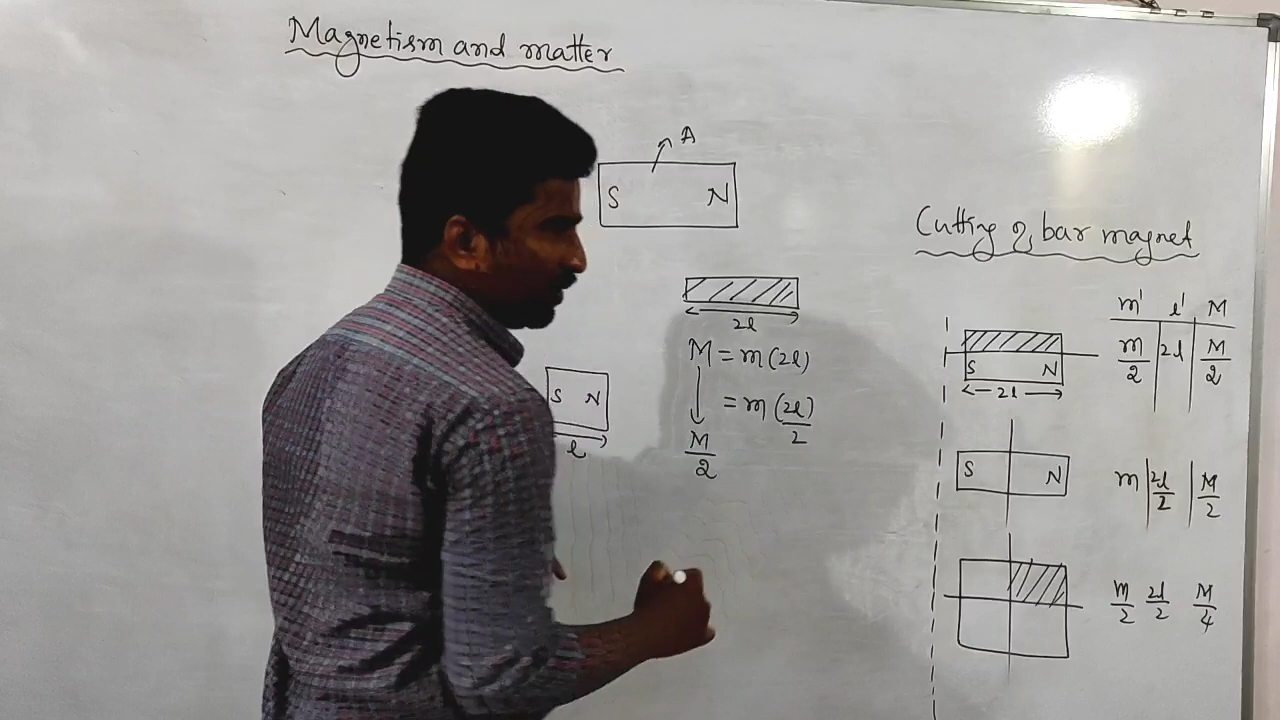 Magnetism and matter
A
S N
2l
M = m (2l)
= m (2l)/2
M/2
S N
l
Cutting of bar magnet
m' l' M
S N
2l
m/2 2l M/2
S N
m 2l/2 M/2
m/2 2l/2 M/4